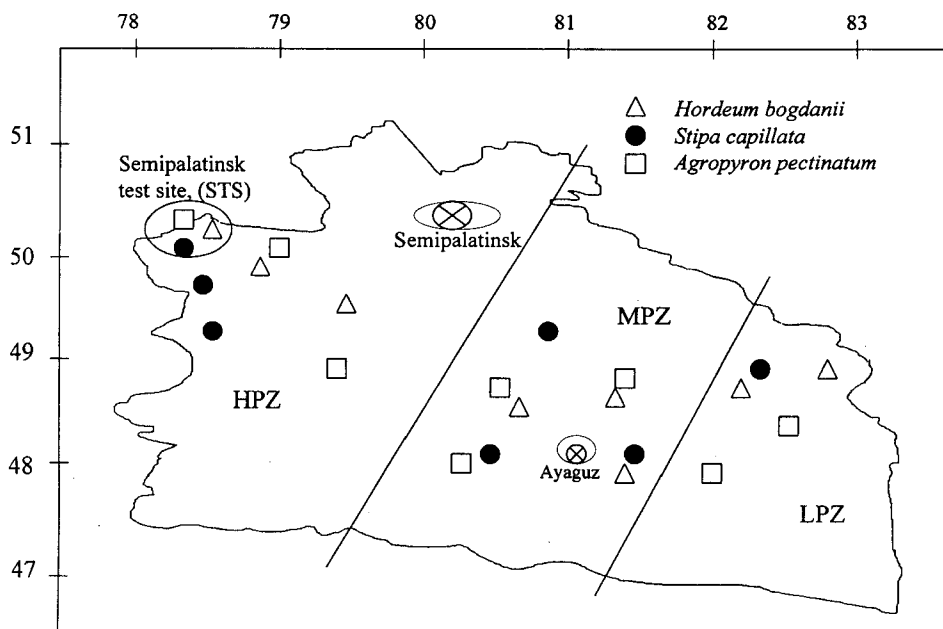 78 79 80 81 82 83
51
50
49
48
47
Hordeum bogdanii
Stipa capillata
Agropyron pectinatum
Semipalatinsk
test site, (STS)
Semipalatinsk
MPZ
HPZ
Ayaguz
LPZ